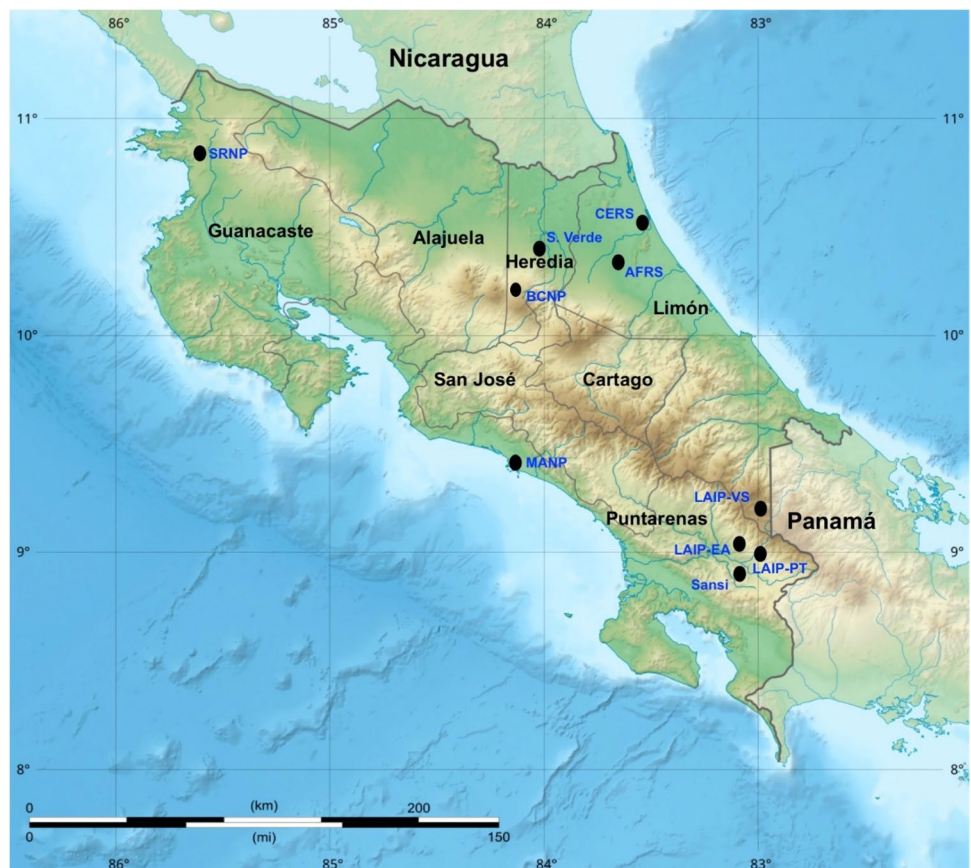 86°
85°
84°
83°
Nicaragua
11°
11°
SRNP
CERS
Guanacaste
Alajuela
S. Verde
Heredia
AFRS
BCNP
Limón
10°
10°
San José
Cartago
MANP
LAIP-VS
Puntarenas
Panamá
LAIP-EA
9°
9°
LAIP-PT
Sansi
8°
8°
0
(km)
200
0
(mi)
150
86°
85°
84°
83°